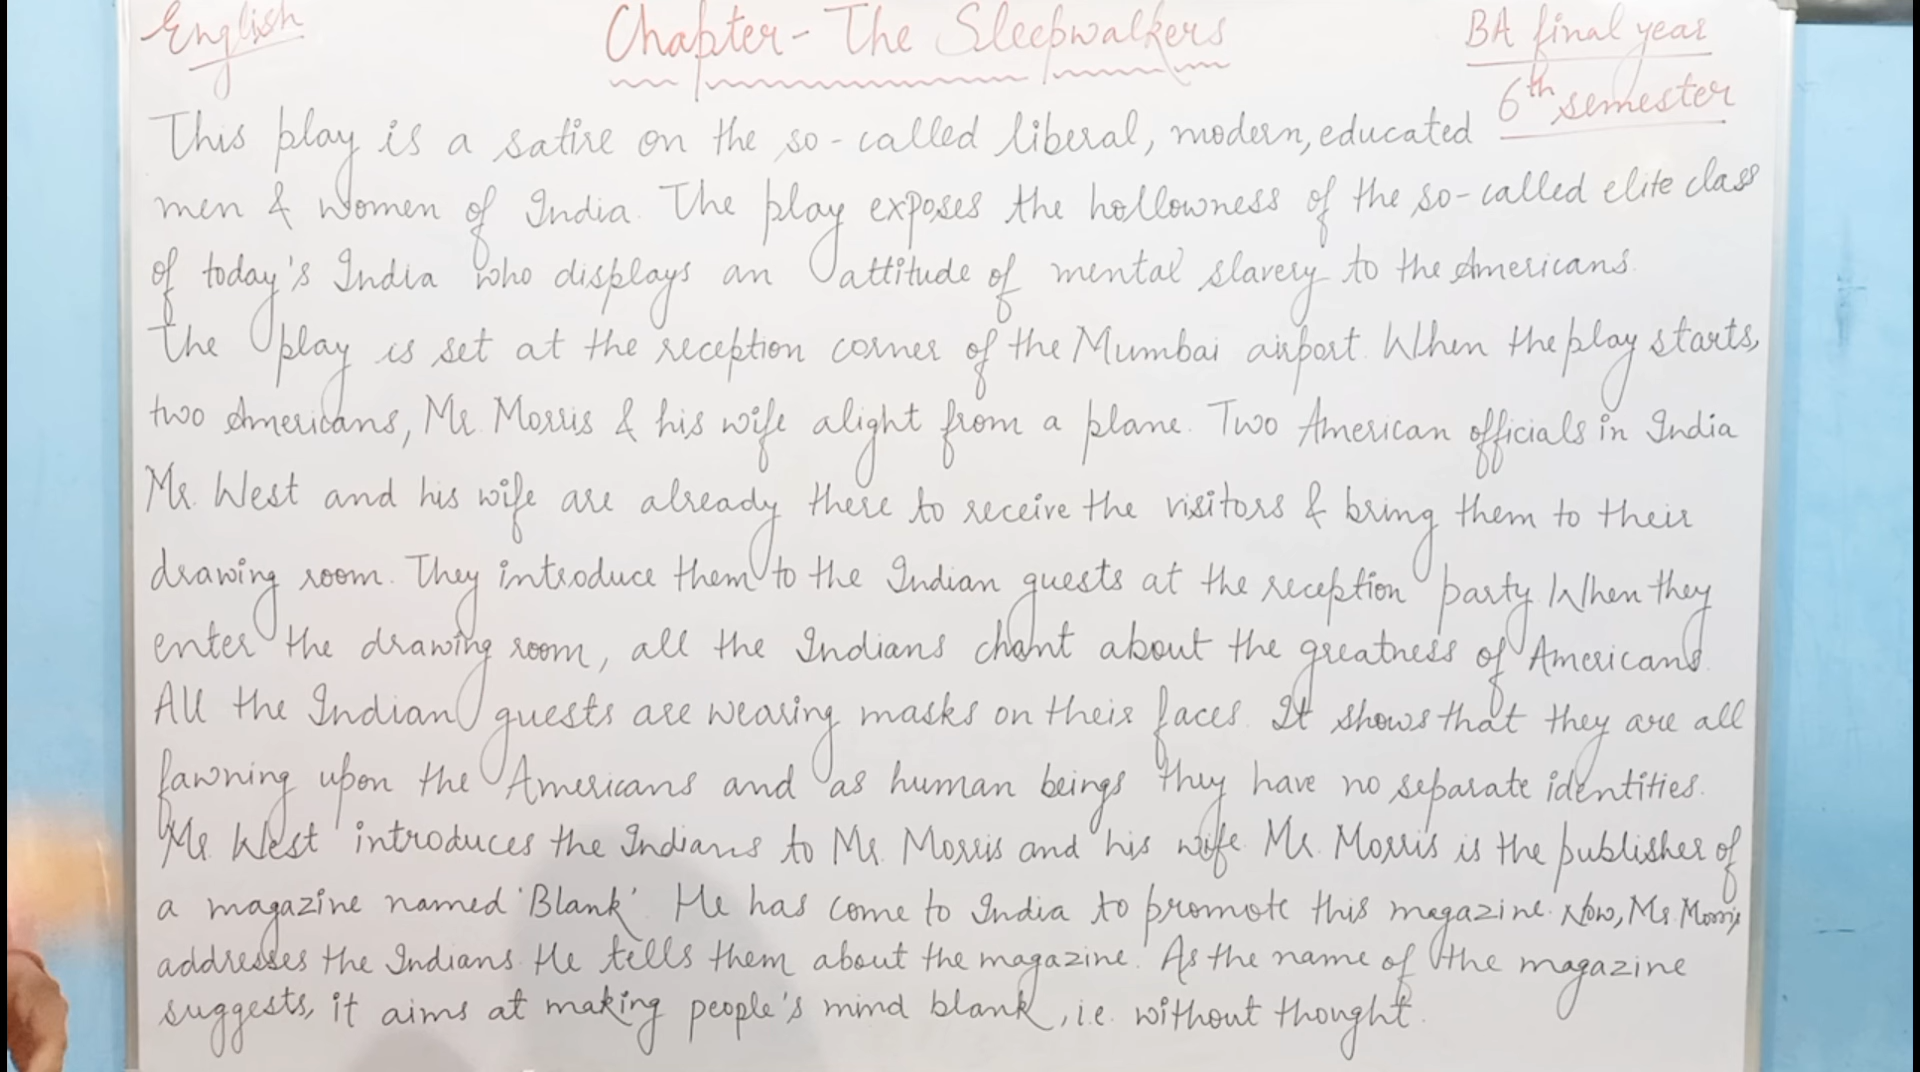 English
Chapter - The Sleepwalkers
BA final year
6th semester
This play is a satire on the so-called liberal, modern, educated
men & women of India. The play exposes the hollowness of the so-called elite class
of today's India who displays an attitude of mental slavery to the Americans.
The play is set at the reception corner of the Mumbai airport. When the play starts,
two Americans, Mr. Morris & his wife alight from a plane. Two American officials in India
Mr. West and his wife are already there to receive the visitors & bring them to their
drawing room. They introduce them to the Indian guests at the reception party When they
enter the drawing room, all the Indians chant about the greatness of Americans.
All the Indian guests are wearing masks on their faces. It shows that they are all
fawning upon the Americans and as human beings they have no separate identities.
Mr West introduces the Indians to Mr. Morris and his wife. Mr. Morris is the publisher of
a magazine named 'Blank'. He has come to India to promote this magazine. Now, Mr. Morris
addresses the Indians. He tells them about the magazine. As the name of the magazine
suggests, it aims at making people's mind blank, i.e. without thought.